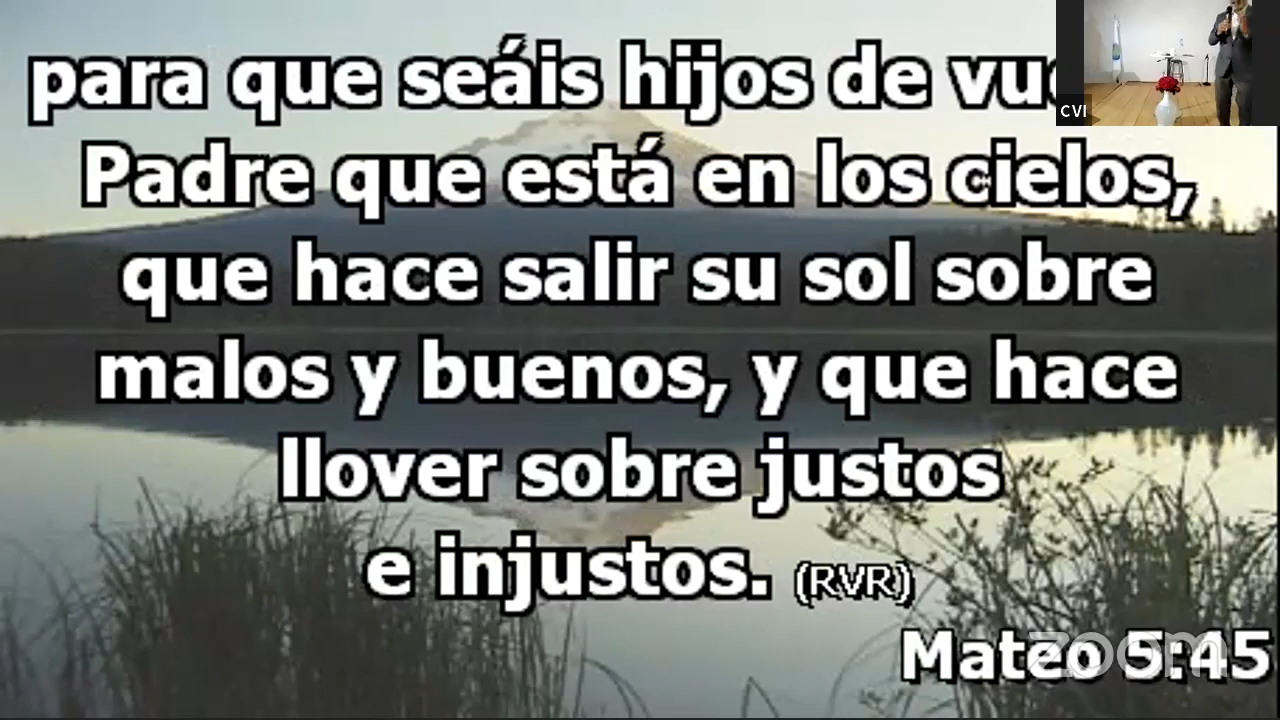 para que seáis hijos de
Padre que está en los cielos,
que hace salir su sol sobre
malos y buenos, y que hace
llover sobre justos
e injustos. (RVR)
Mateo 5:45
zoom
CVI